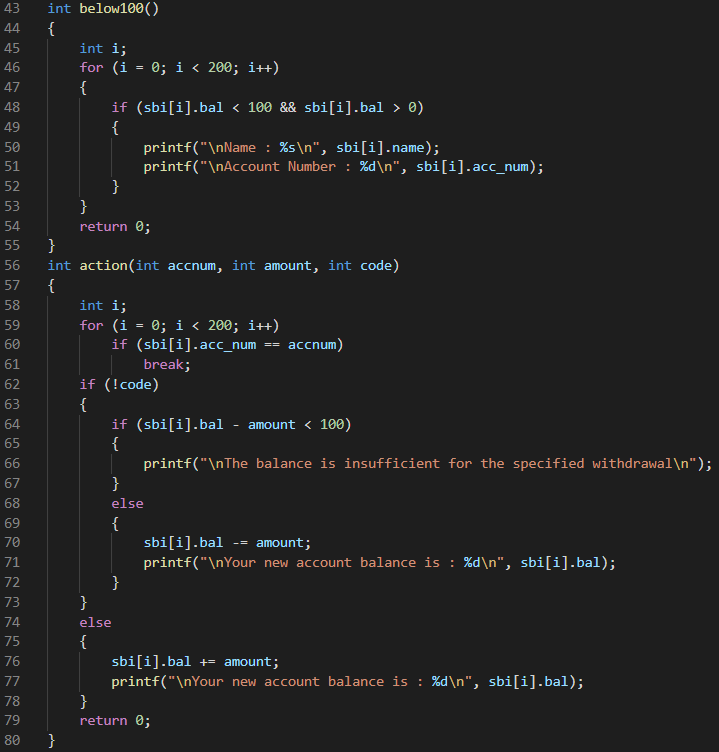 43 int below100()
44 {
45     int i;
46     for (i = 0; i < 200; i++)
47     {
48         if (sbi[i].bal < 100 && sbi[i].bal > 0)
49         {
50             printf("\nName : %s\n", sbi[i].name);
51             printf("\nAccount Number : %d\n", sbi[i].acc_num);
52         }
53     }
54     return 0;
55 }
56 int action(int accnum, int amount, int code)
57 {
58     int i;
59     for (i = 0; i < 200; i++)
60         if (sbi[i].acc_num == accnum)
61             break;
62     if (!code)
63     {
64         if (sbi[i].bal - amount < 100)
65         {
66             printf("\nThe balance is insufficient for the specified withdrawal\n");
67         }
68         else
69         {
70             sbi[i].bal -= amount;
71             printf("\nYour new account balance is : %d\n", sbi[i].bal);
72         }
73     }
74     else
75     {
76         sbi[i].bal += amount;
77         printf("\nYour new account balance is : %d\n", sbi[i].bal);
78     }
79     return 0;
80 }